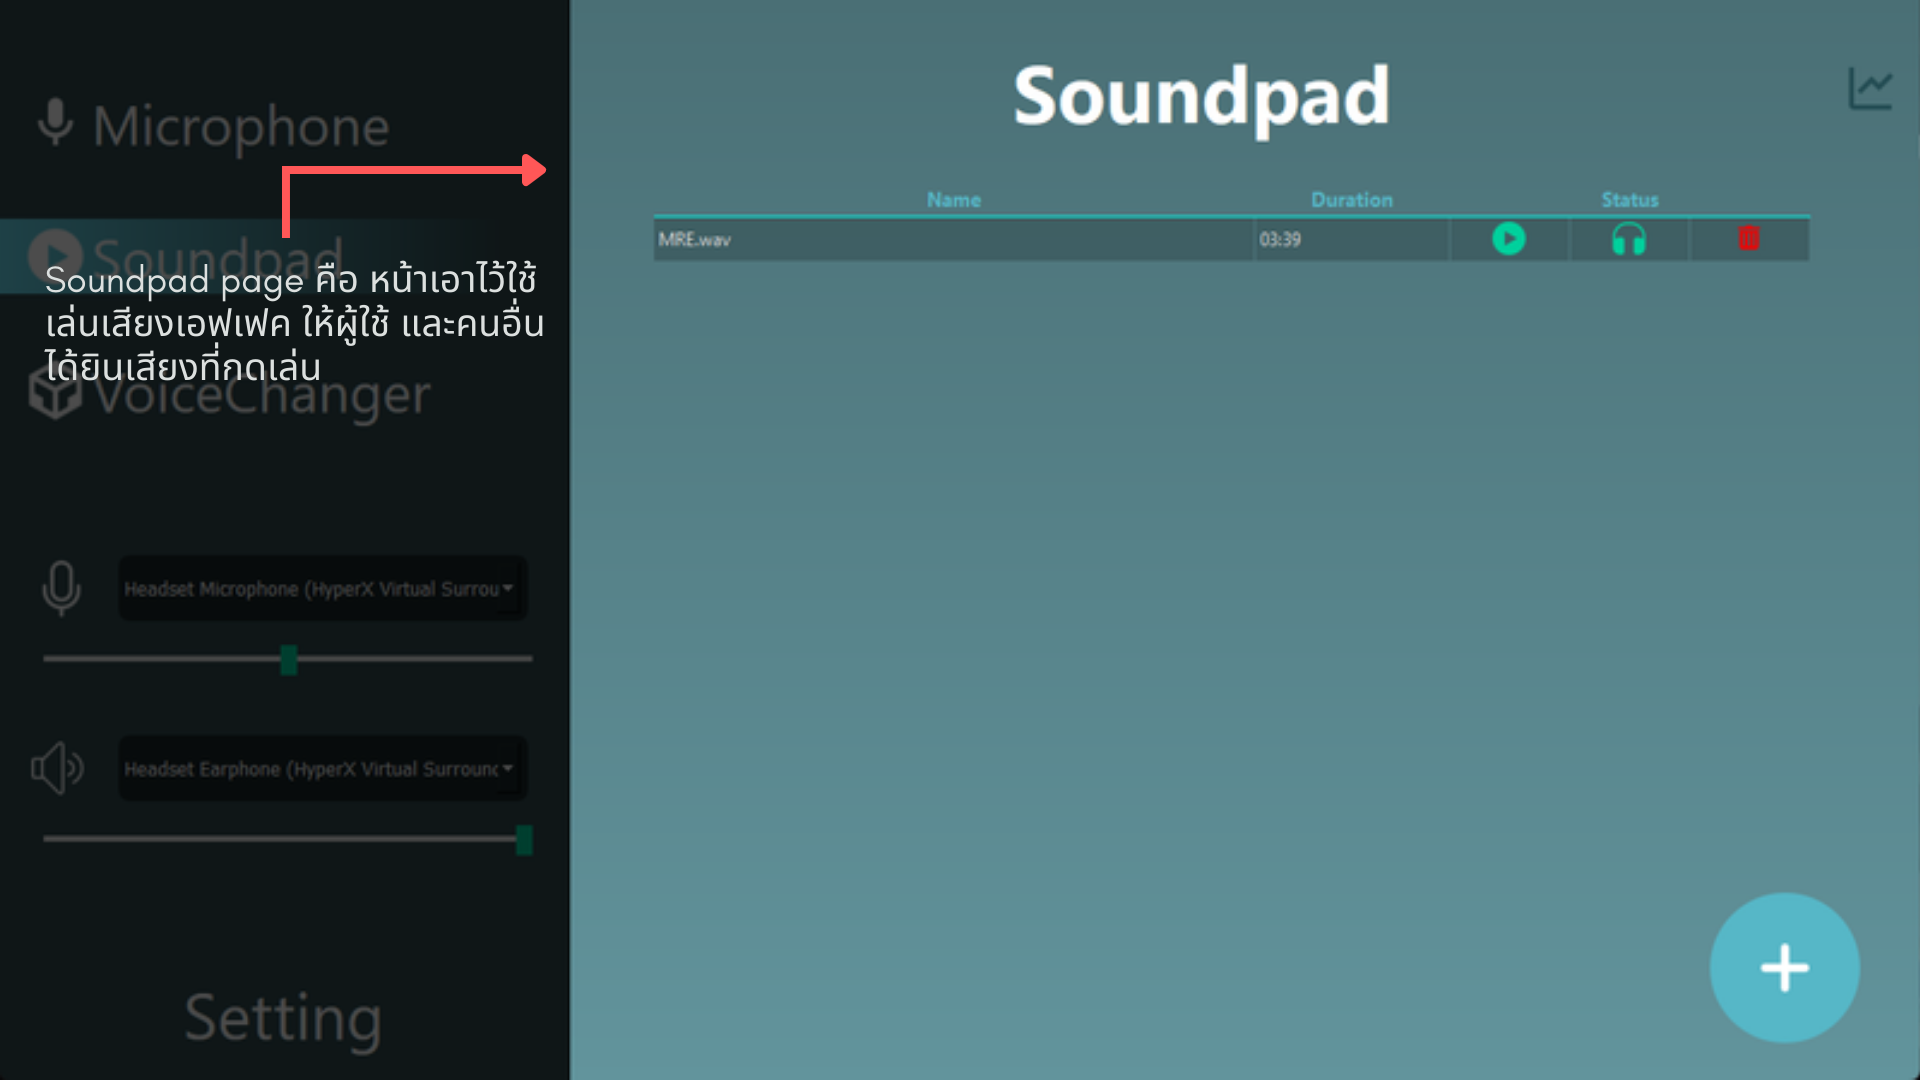 Microphone
Soundpad
Soundpad page คือ หน้าเอาไว้ใช้
เล่นเสียงเอฟเฟค ให้ผู้ใช้ และคนอื่น
ได้ยินเสียงที่กดเล่น
VoiceChanger
Headset Microphone (HyperX Virtual Surrou
Headset Earphone (HyperX Virtual Surround
Setting
Soundpad
Name Duration Status
MRE.wav 03:39